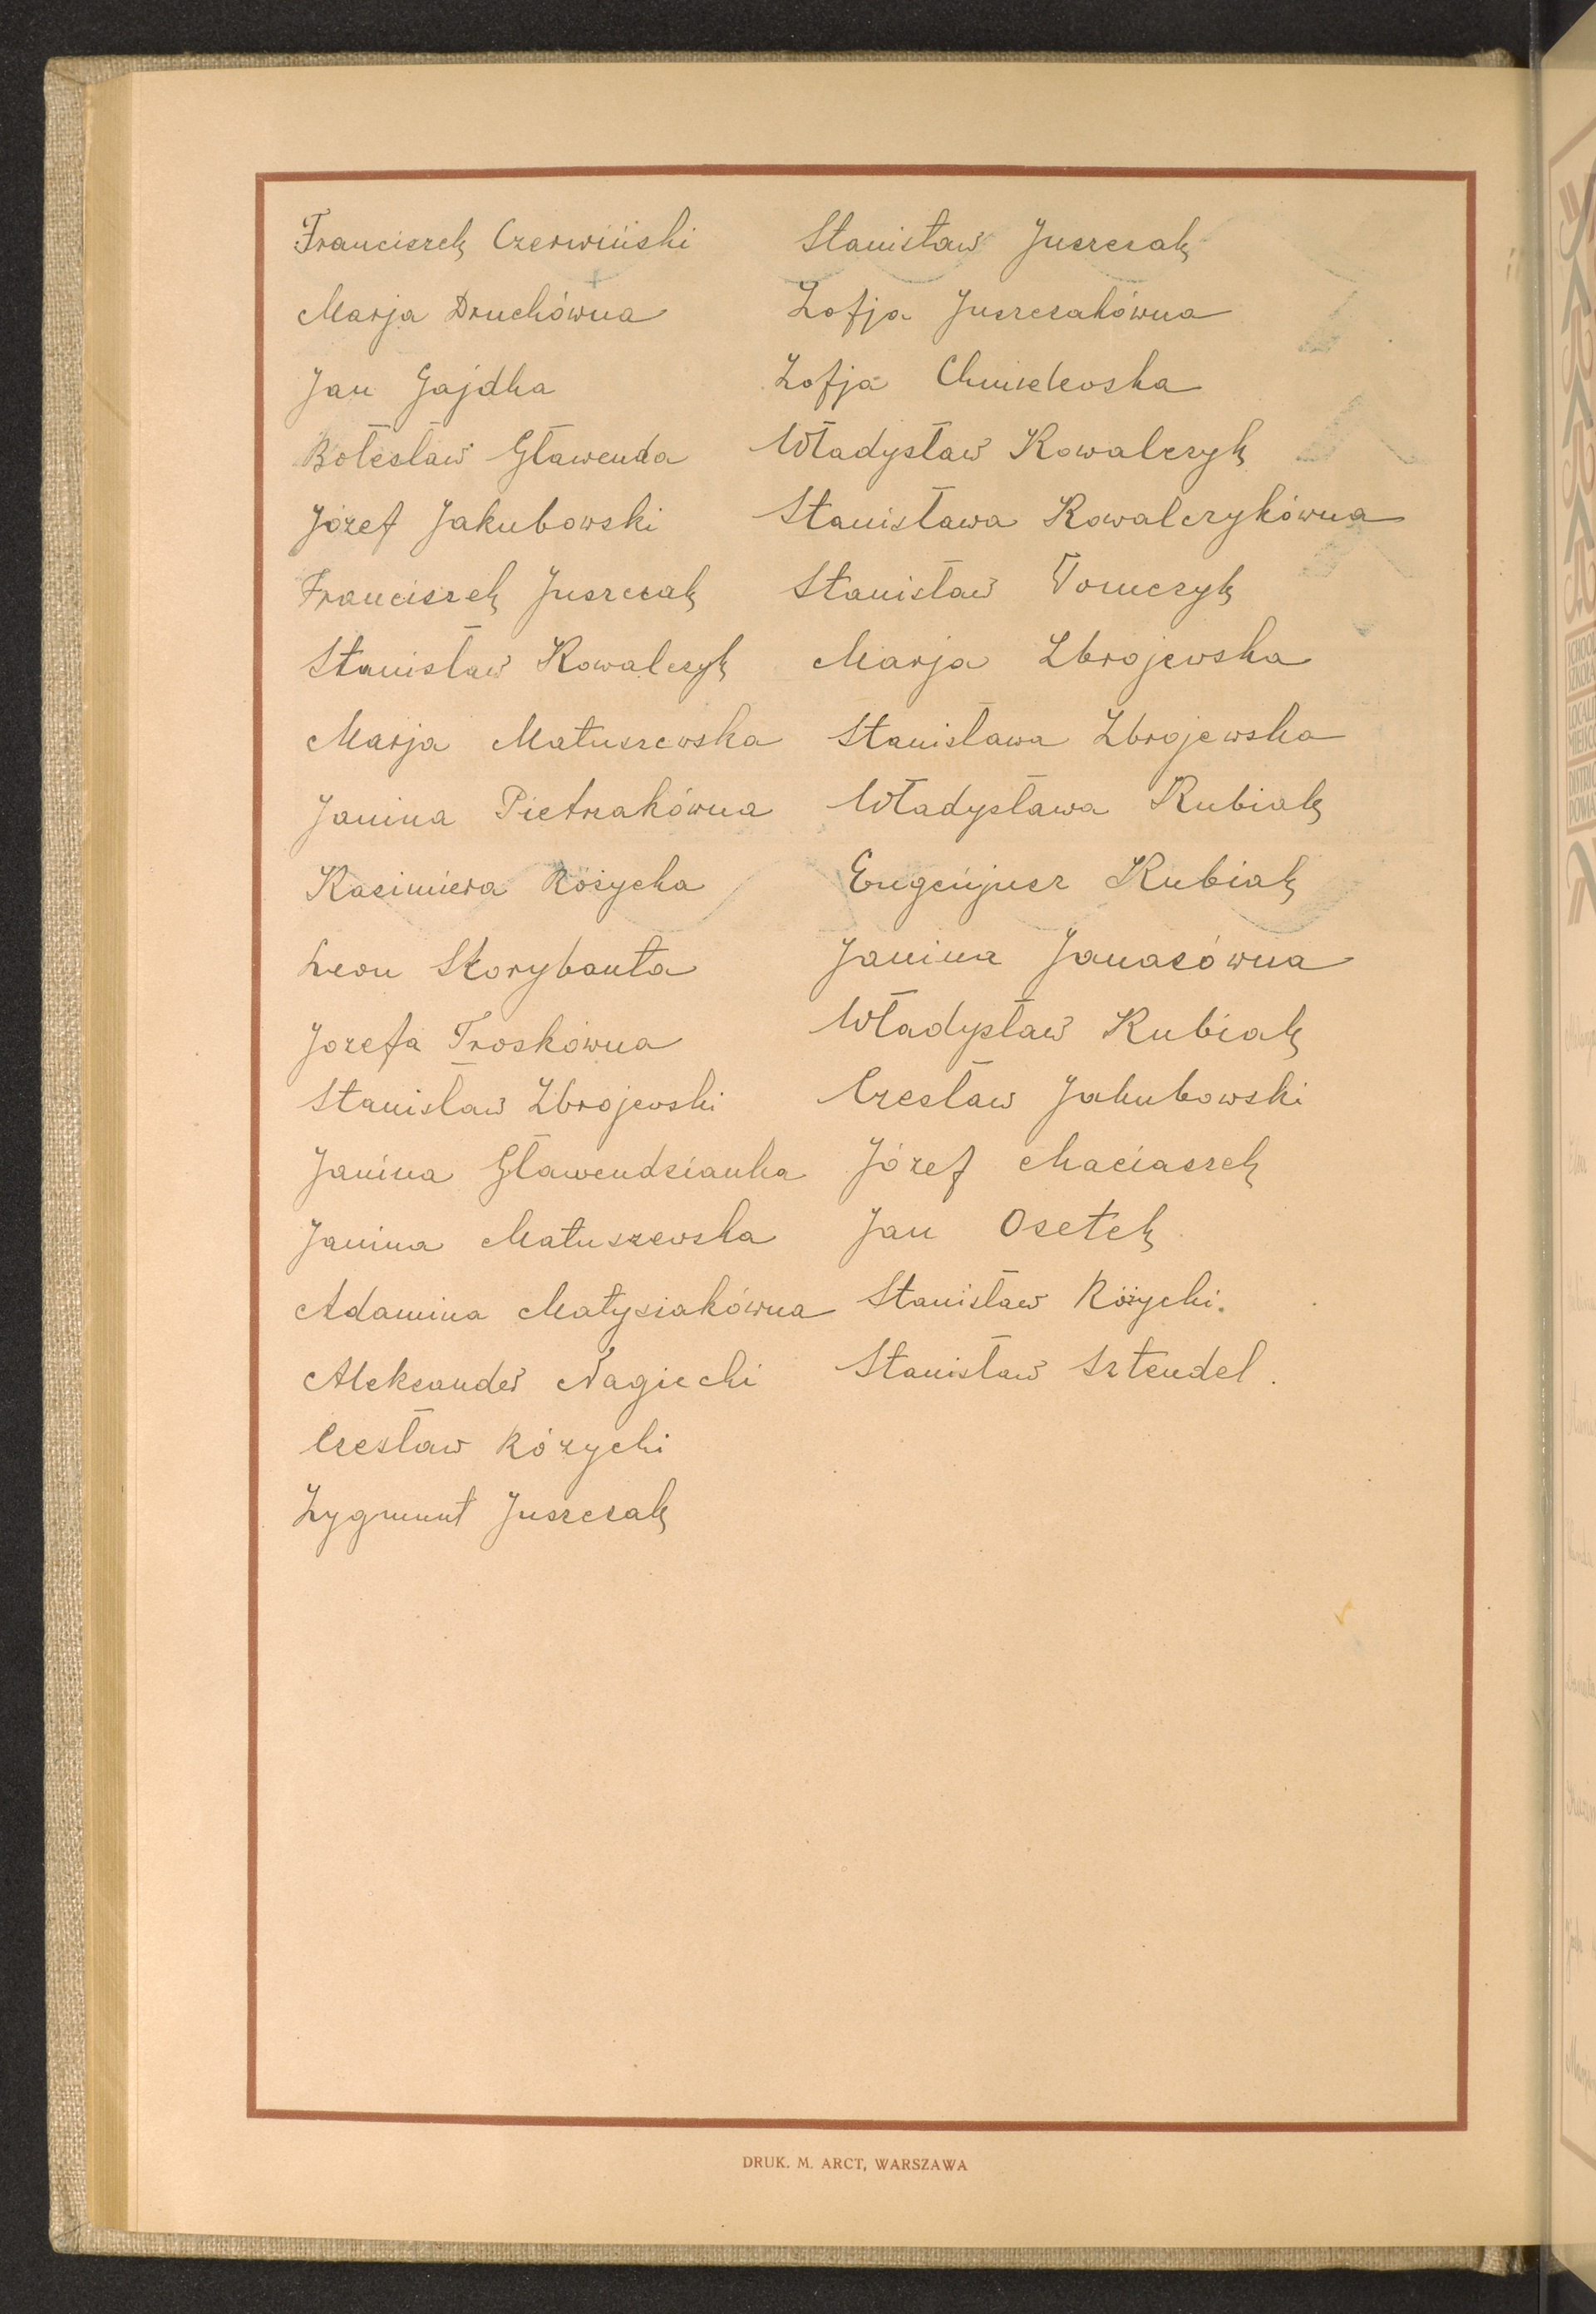 Franciszek Czerwiński
Marja Druchówna
Jan Gajdka
Bolesław Gławenda
Józef Jakubowski
Franciszek Juszczak
Stanisław Kowalczyk
Marja Matuszewska
Janina Pietrzakówna
Kazimiera Różycka
Leon Skorybanta
Józefa Troskówna
Stanisław Zbrojewski
Janina Gławendzianka
Janina Matuszewska
Adamina Matysiakówna
Aleksander Nagiecki
Czesław Różycki
Zygmunt Juszczak
Stanisław Juszczak
Zofja Juszczakówna
Zofja Chmielewska
Władysław Kowalczyk
Stanisława Kowalczykówna
Stanisław Tomczyk
Marja Zbrojewska
Stanisława Zbrojewska
Władysława Kubiak
Eugenjusz Kubiak
Janina Janasówna
Władysław Kubiak
Czesław Jakubowski
Józef Maciaszek
Jan Osetek
Stanisław Różycki.
Stanisław Sztendel.
DRUK. M. ARCT, WARSZAWA